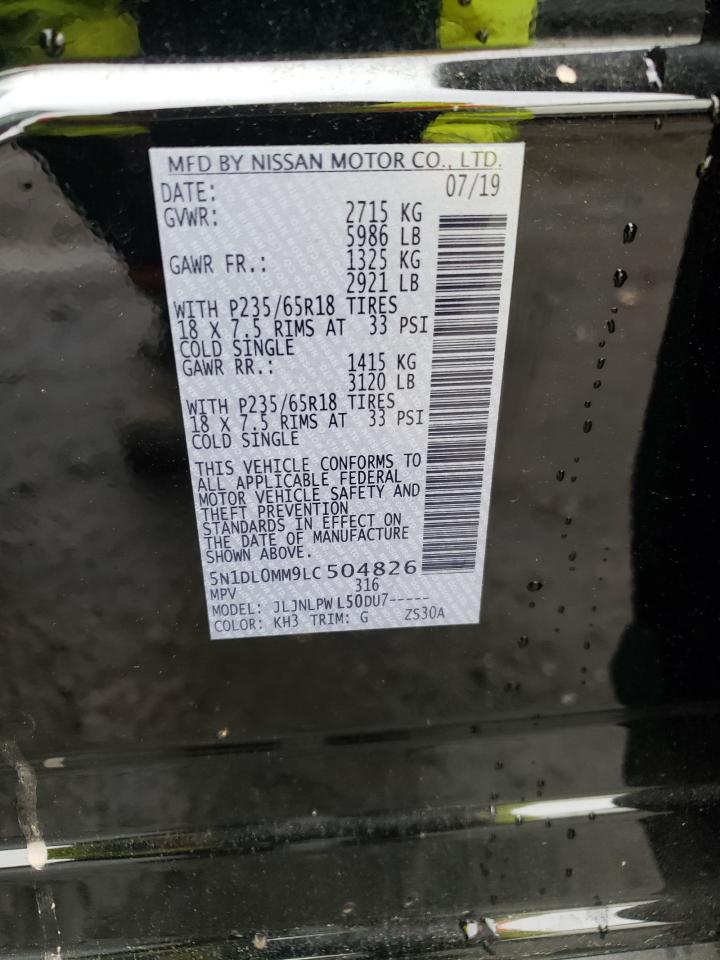 MFD BY NISSAN MOTOR CO., LTD.
DATE: 07/19
GVWR: 2715 KG
5986 LB
GAWR FR.: 1325 KG
2921 LB
WITH P235/65R18 TIRES
18 X 7.5 RIMS AT 33 PSI
COLD SINGLE
GAWR RR.: 1415 KG
3120 LB
WITH P235/65R18 TIRES
18 X 7.5 RIMS AT 33 PSI
COLD SINGLE
THIS VEHICLE CONFORMS TO
ALL APPLICABLE FEDERAL
MOTOR VEHICLE SAFETY AND
THEFT PREVENTION
STANDARDS IN EFFECT ON
THE DATE OF MANUFACTURE
SHOWN ABOVE.
5N1DL0MM9LC504826
MPV 316
MODEL: JLJNLPWL50DU7-----
COLOR: KH3 TRIM: G ZS30A